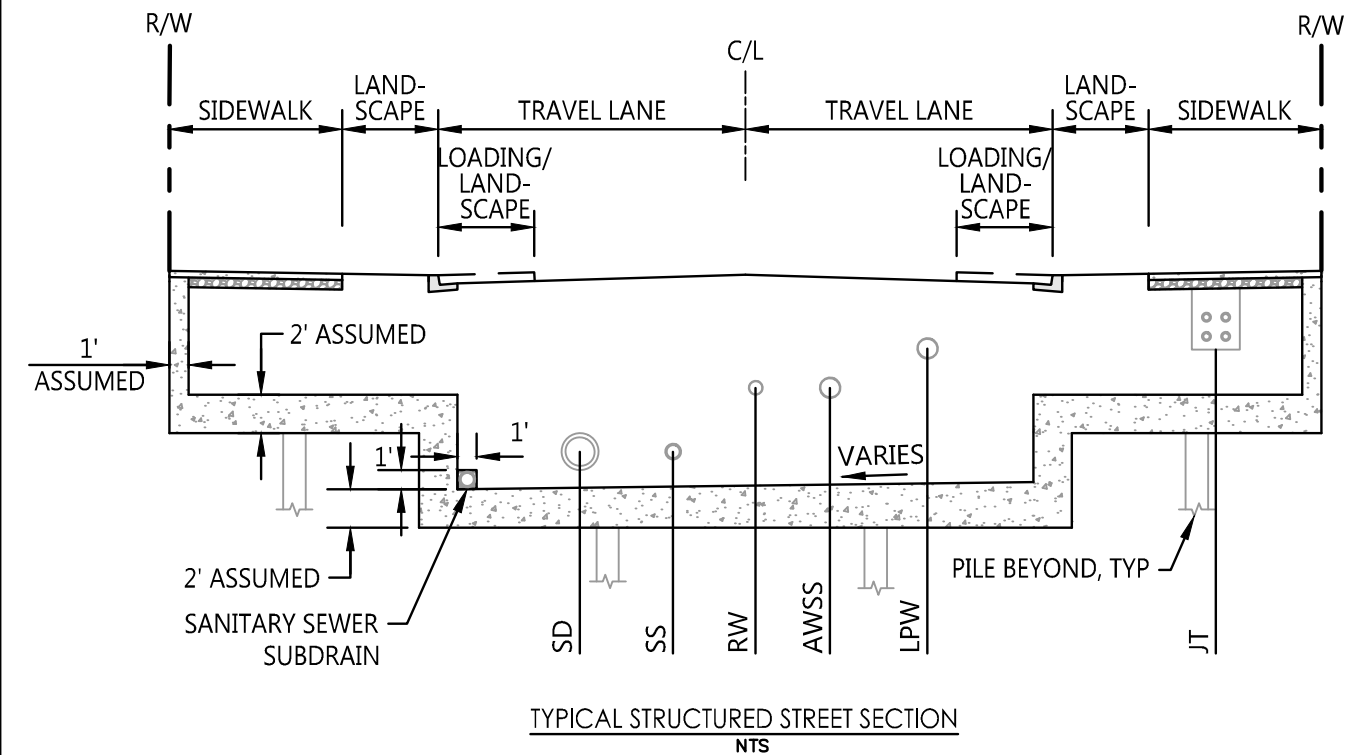 R/W
R/W
C/L
LAND-
SCAPE
LAND-
SCAPE
SIDEWALK
TRAVEL LANE
TRAVEL LANE
SIDEWALK
LOADING/
LAND-
SCAPE
LOADING/
LAND-
SCAPE
2' ASSUMED
1'
ASSUMED
1'
1'
VARIES
2' ASSUMED
PILE BEYOND, TYP
SANITARY SEWER
SUBDRAIN
SD
SS
RW
AWSS
LPW
JT
TYPICAL STRUCTURED STREET SECTION
NTS